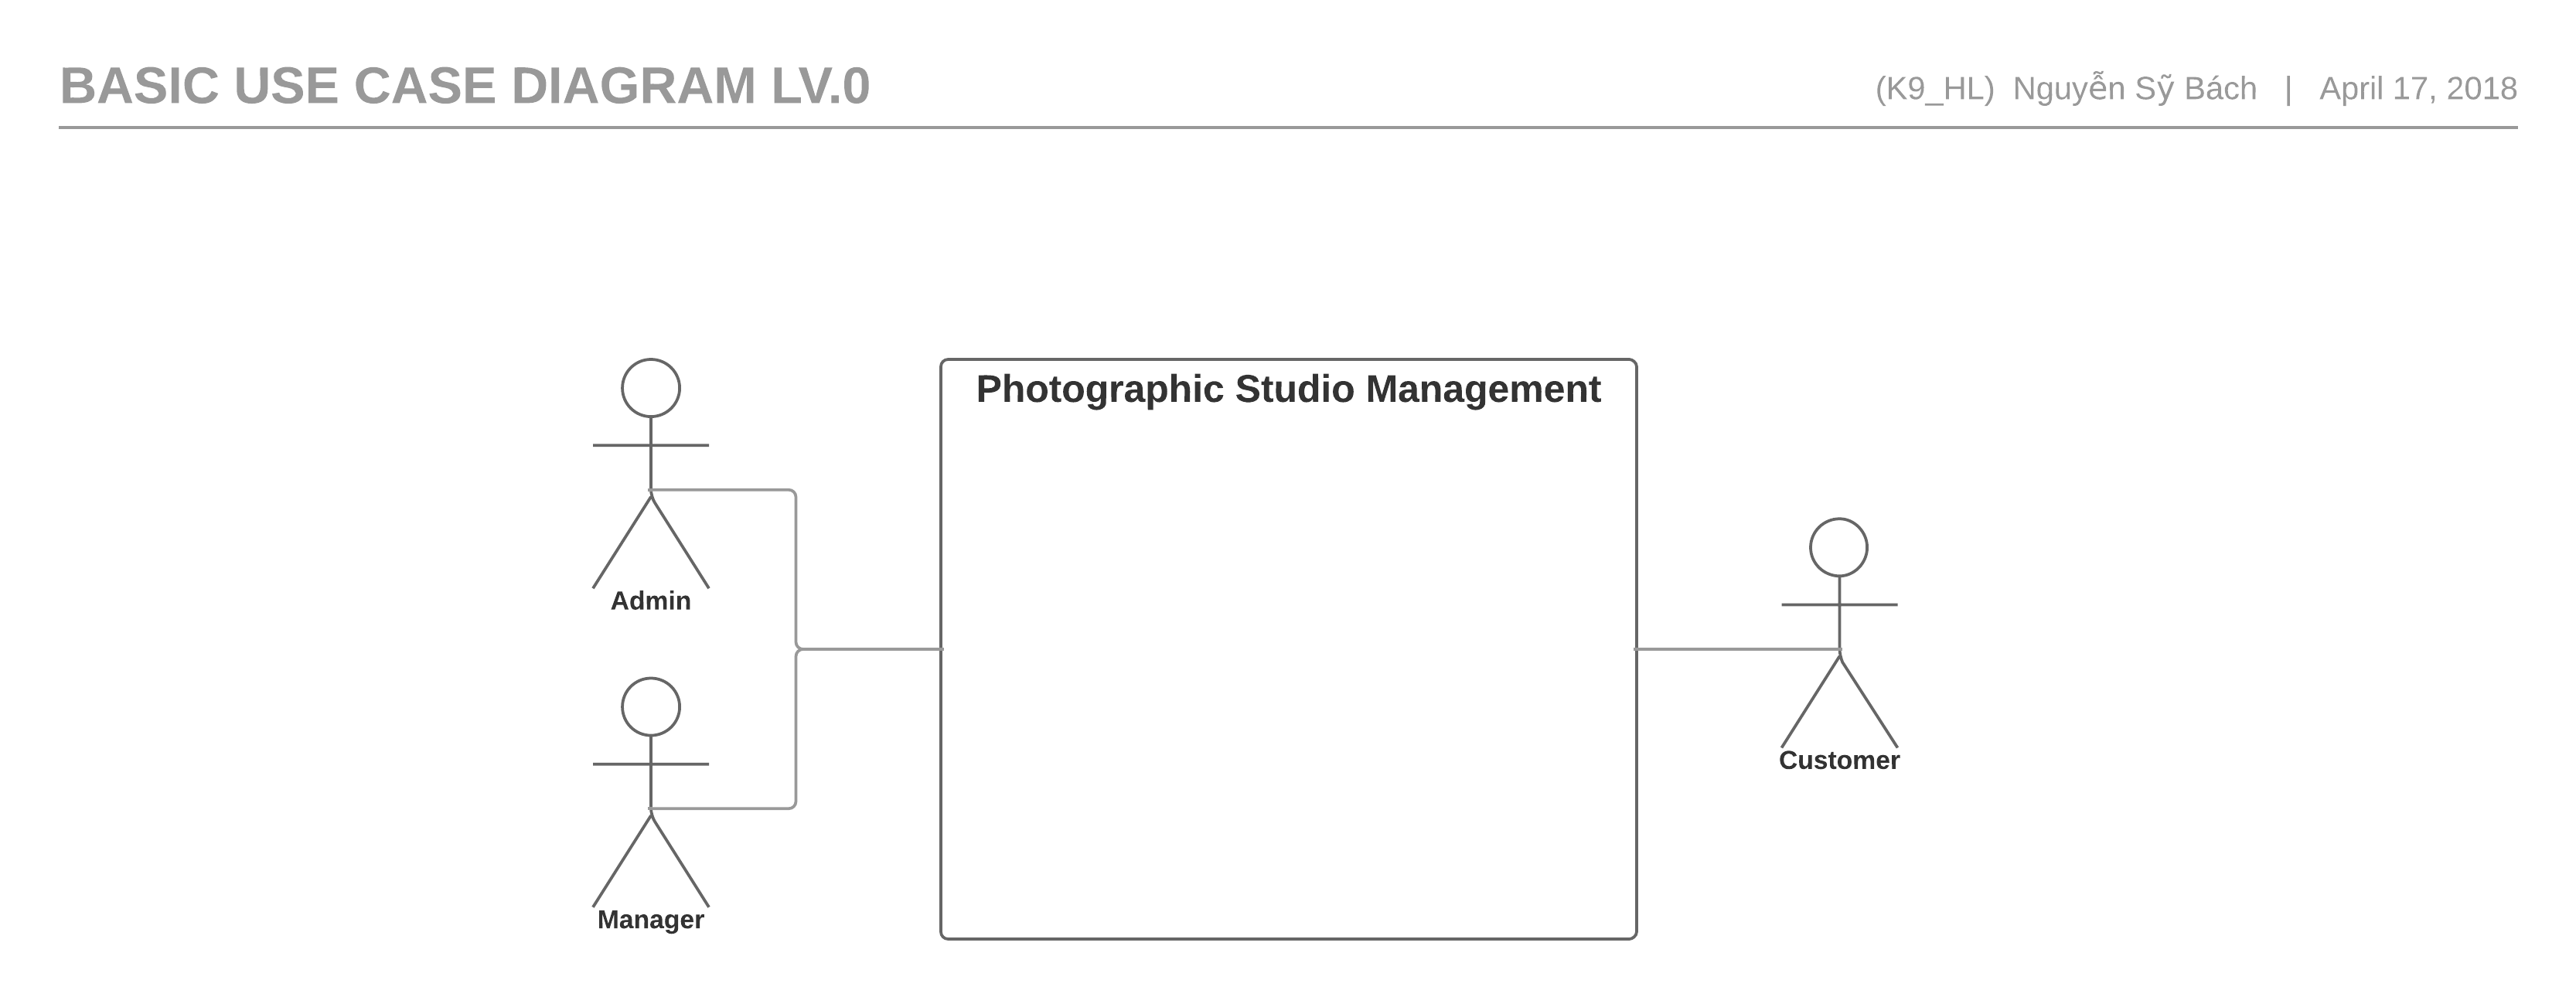 BASIC USE CASE DIAGRAM LV.0
(K9_HL) Nguyễn Sỹ Bách | April 17, 2018
Photographic Studio Management
Admin
Customer
Manager